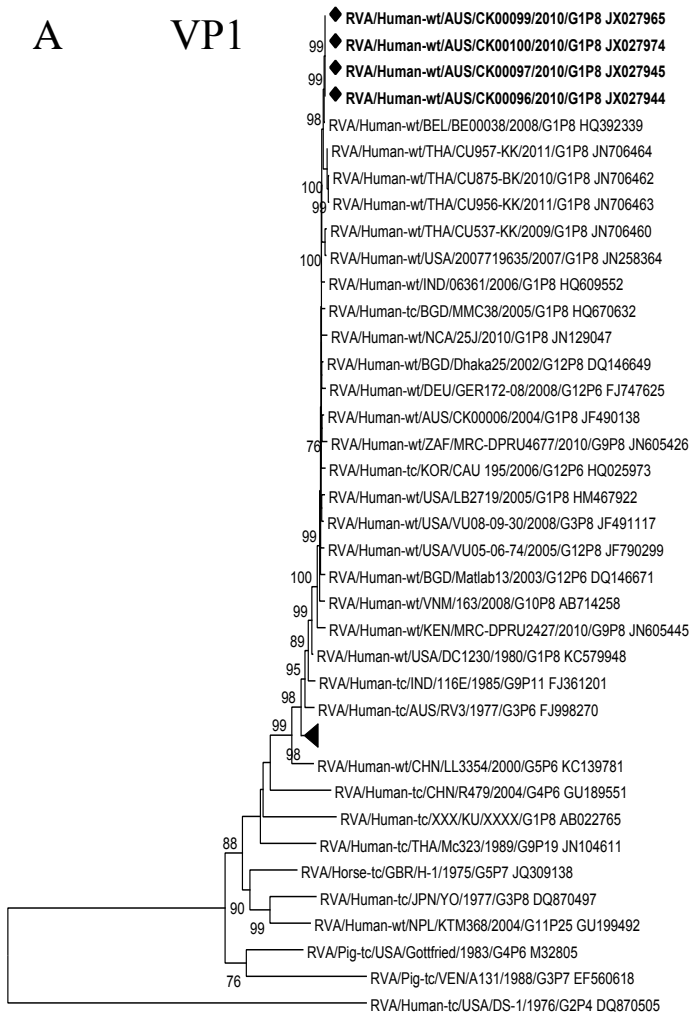 A VP1
RVA/Human-wt/AUS/CK00099/2010/G1P8 JX027965
99 RVA/Human-wt/AUS/CK00100/2010/G1P8 JX027974
99 RVA/Human-wt/AUS/CK00097/2010/G1P8 JX027945
RVA/Human-wt/AUS/CK00096/2010/G1P8 JX027944
98 RVA/Human-wt/BEL/BE00038/2008/G1P8 HQ392339
RVA/Human-wt/THA/CU957-KK/2011/G1P8 JN706464
100 RVA/Human-wt/THA/CU875-BK/2010/G1P8 JN706462
99 RVA/Human-wt/THA/CU956-KK/2011/G1P8 JN706463
RVA/Human-wt/THA/CU537-KK/2009/G1P8 JN706460
100 RVA/Human-wt/USA/2007719635/2007/G1P8 JN258364
RVA/Human-wt/IND/06361/2006/G1P8 HQ609552
RVA/Human-tc/BGD/MMC38/2005/G1P8 HQ670632
RVA/Human-wt/NCA/25J/2010/G1P8 JN129047
RVA/Human-wt/BGD/Dhaka25/2002/G12P8 DQ146649
RVA/Human-wt/DEU/GER172-08/2008/G12P6 FJ747625
RVA/Human-wt/AUS/CK00006/2004/G1P8 JF490138
76 RVA/Human-wt/ZAF/MRC-DPRU4677/2010/G9P8 JN605426
RVA/Human-tc/KOR/CAU 195/2006/G12P6 HQ025973
RVA/Human-wt/USA/LB2719/2005/G1P8 HM467922
RVA/Human-wt/USA/VU08-09-30/2008/G3P8 JF491117
99 RVA/Human-wt/USA/VU05-06-74/2005/G12P8 JF790299
100 RVA/Human-wt/BGD/Matlab13/2003/G12P6 DQ146671
RVA/Human-wt/VNM/163/2008/G10P8 AB714258
99 RVA/Human-wt/KEN/MRC-DPRU2427/2010/G9P8 JN605445
89 RVA/Human-wt/USA/DC1230/1980/G1P8 KC579948
95 RVA/Human-tc/IND/116E/1985/G9P11 FJ361201
98 RVA/Human-tc/AUS/RV3/1977/G3P6 FJ998270
99
98 RVA/Human-wt/CHN/LL3354/2000/G5P6 KC139781
RVA/Human-tc/CHN/R479/2004/G4P6 GU189551
RVA/Human-tc/XXX/KU/XXXX/G1P8 AB022765
88 RVA/Human-tc/THA/Mc323/1989/G9P19 JN104611
RVA/Horse-tc/GBR/H-1/1975/G5P7 JQ309138
90 RVA/Human-tc/JPN/YO/1977/G3P8 DQ870497
99 RVA/Human-wt/NPL/KTM368/2004/G11P25 GU199492
RVA/Pig-tc/USA/Gottfried/1983/G4P6 M32805
76 RVA/Pig-tc/VEN/A131/1988/G3P7 EF560618
RVA/Human-tc/USA/DS-1/1976/G2P4 DQ870505